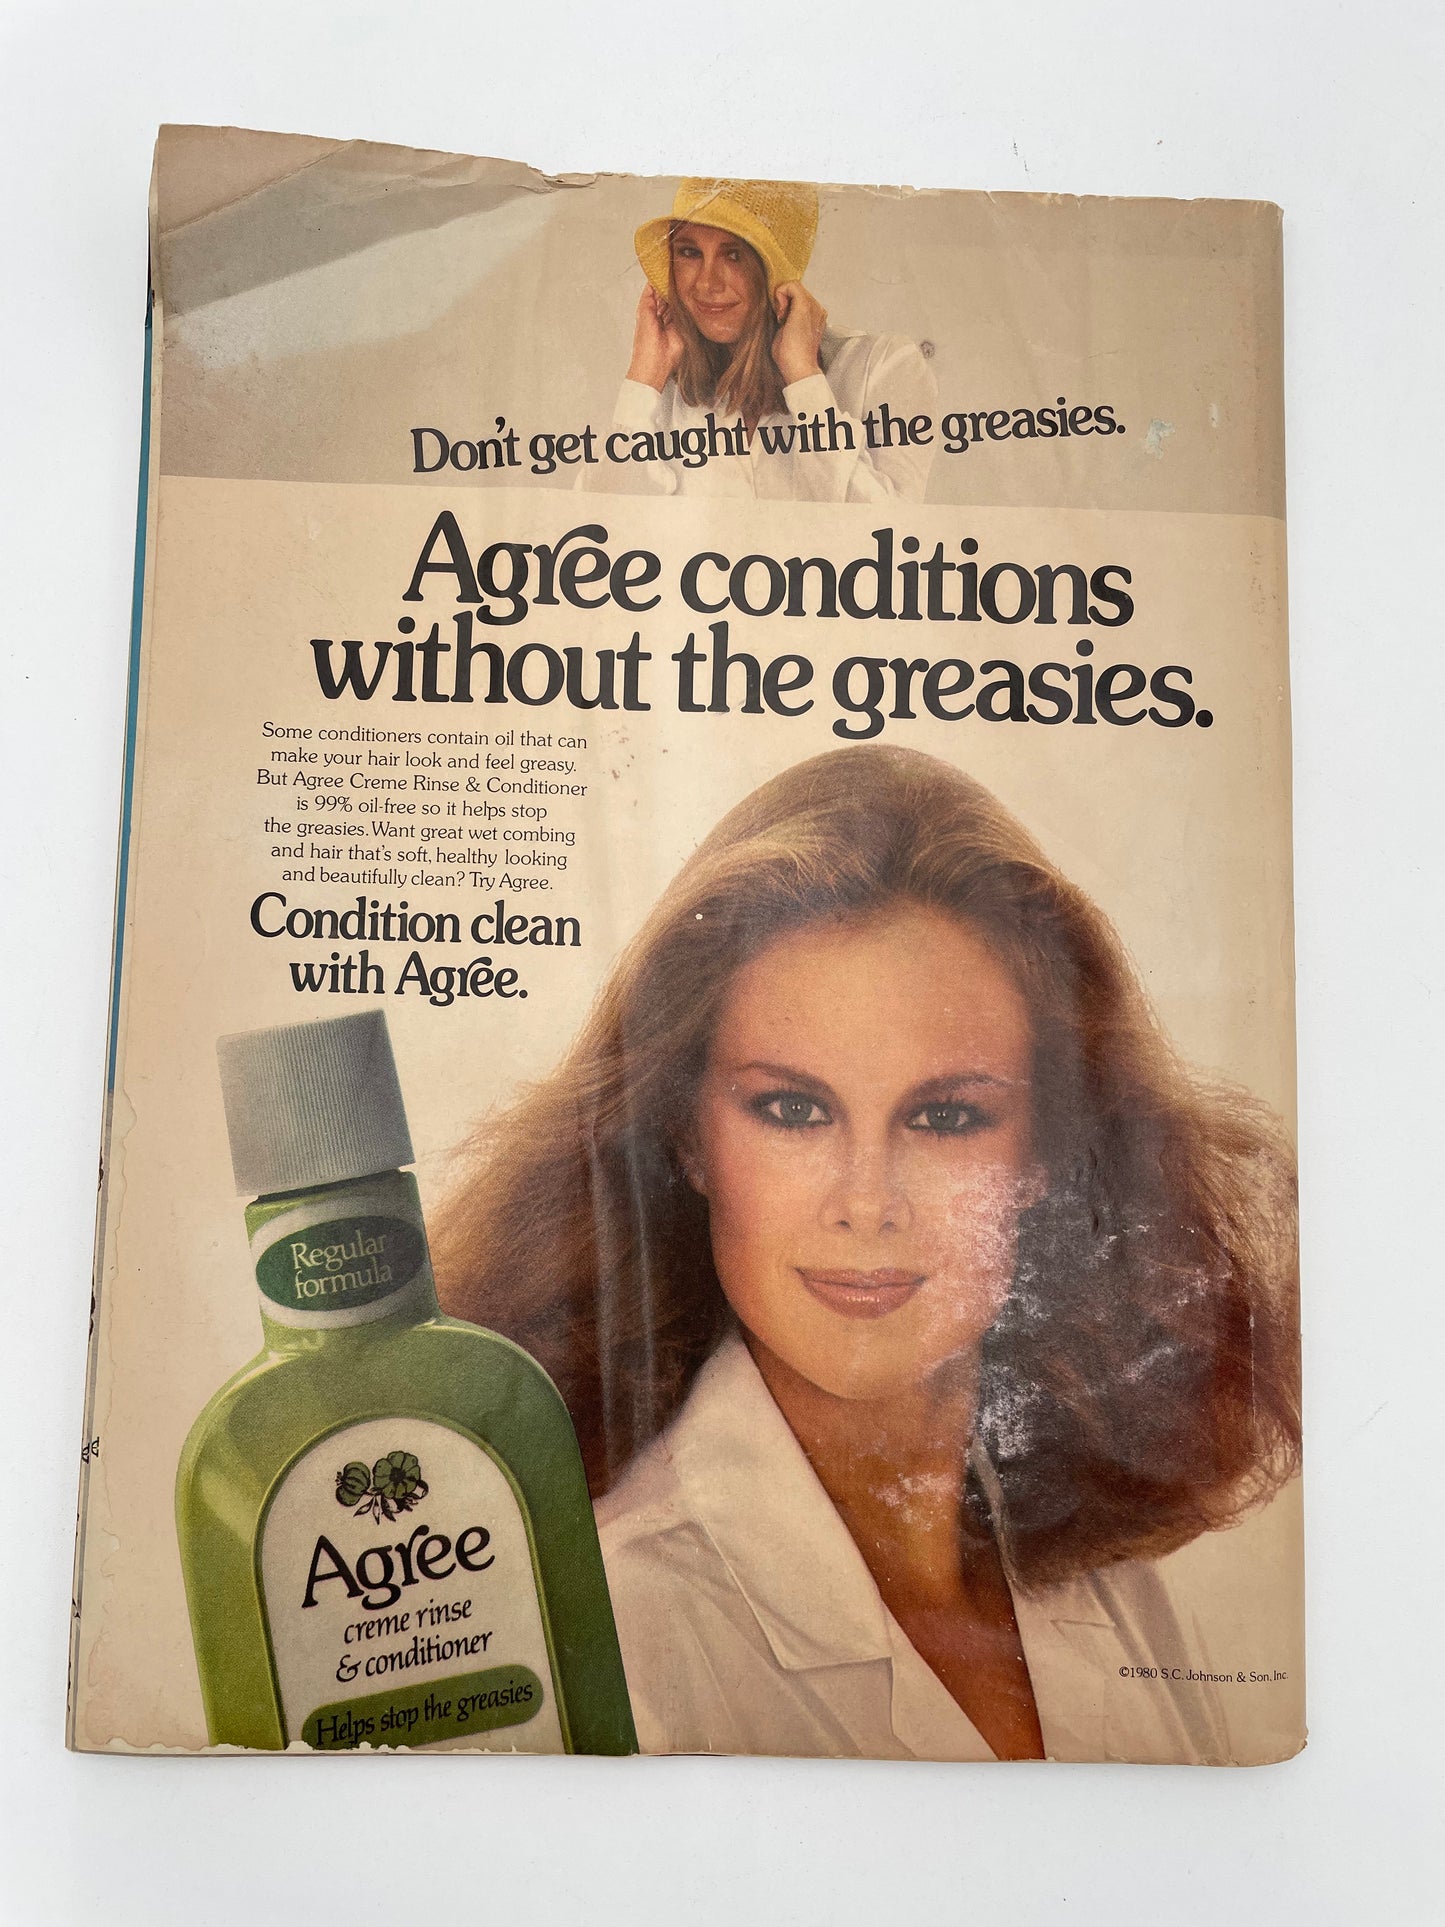 Don't get caught with the greasies.
Agree conditions
without the greasies.
Some conditioners contain oil that can
make your hair look and feel greasy.
But Agree Creme Rinse & Conditioner
is 99% oil-free so it helps stop
the greasies. Want great wet combing
and hair that's soft, healthy looking
and beautifully clean? Try Agree.
Condition clean
with Agree.
Regular
formula
Agree
creme rinse
& conditioner
Helps stop the greasies
©1980 S.C. Johnson & Son, Inc.